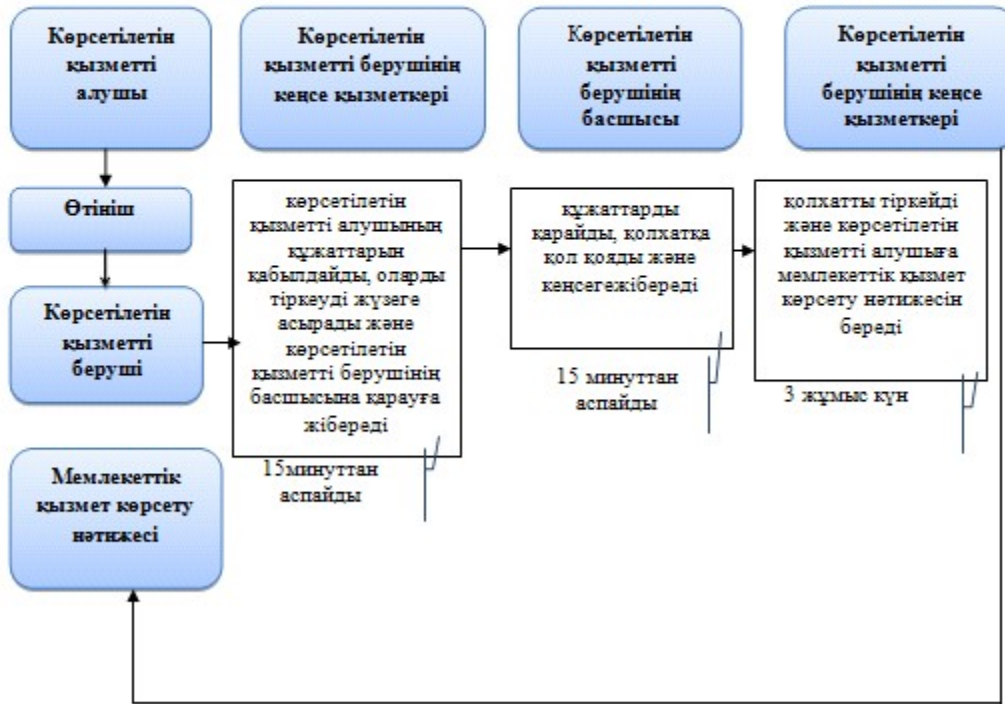 Көрсетілетін
қызметті
алушы
Көрсетілетін
қызметті берушінің
кеңсе қызметкері
Көрсетілетін
қызметті
берушінің
басшысы
Көрсетілетін
қызметті
берушінің кеңсе
қызметкері
Өтініш
Көрсетілетін
қызметті
беруші
көрсетілетін
қызметті алушының
құжаттарын
қабылдайды, оларды
тіркеуді жүзеге
асырады және
көрсетілетін
қызметті берушінің
басшысына қарауға
жібереді
15минуттан
аспайды
құжаттарды
қарайды, қолхатқа
қол қояды және
кеңсегежібереді
15 минуттан
аспайды
қолхатты тіркейді
және көрсетілетін
қызметті алушыға
мемлекеттік қызмет
көрсету нәтижесін
береді
3 жұмыс күн
Мемлекеттік
қызмет көрсету
нәтижесі